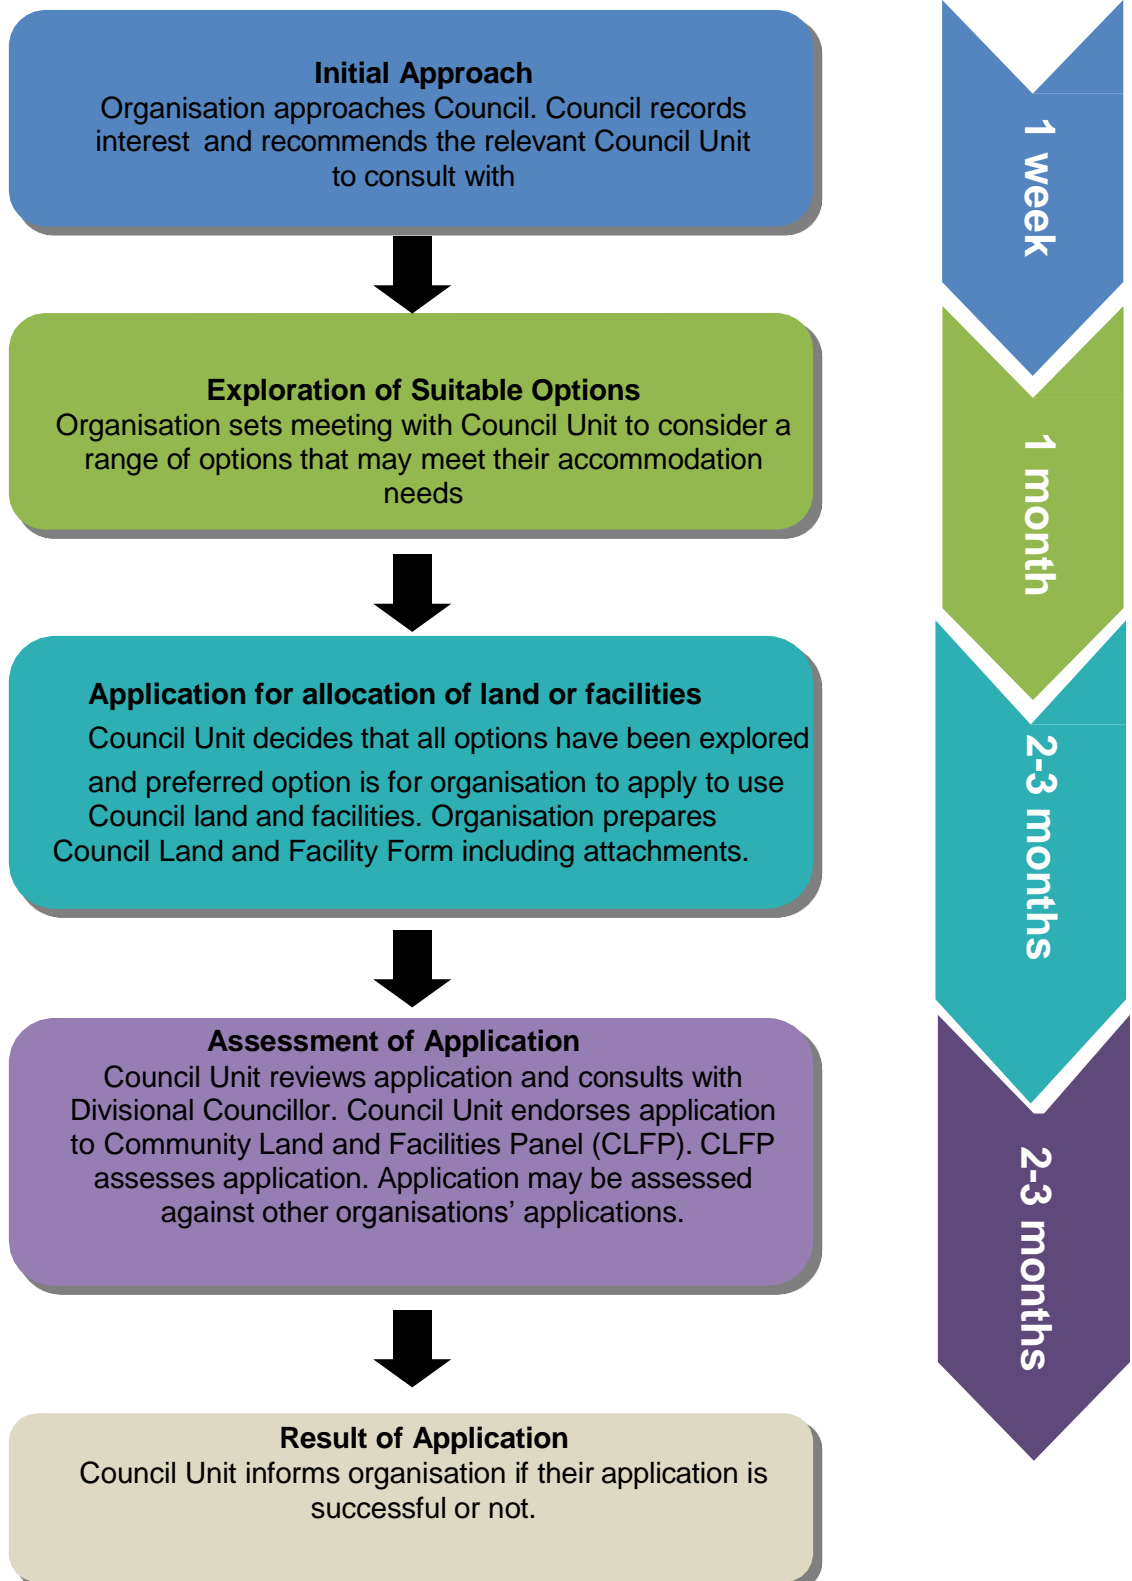 Initial Approach
Organisation approaches Council. Council records
interest and recommends the relevant Council Unit
to consult with
1 week
Exploration of Suitable Options
Organisation sets meeting with Council Unit to consider a
range of options that may meet their accommodation
needs
1 month
Application for allocation of land or facilities
Council Unit decides that all options have been explored
and preferred option is for organisation to apply to use
Council land and facilities. Organisation prepares
Council Land and Facility Form including attachments.
2-3 months
Assessment of Application
Council Unit reviews application and consults with
Divisional Councillor. Council Unit endorses application
to Community Land and Facilities Panel (CLFP). CLFP
assesses application. Application may be assessed
against other organisations’ applications.
2-3 months
Result of Application
Council Unit informs organisation if their application is
successful or not.